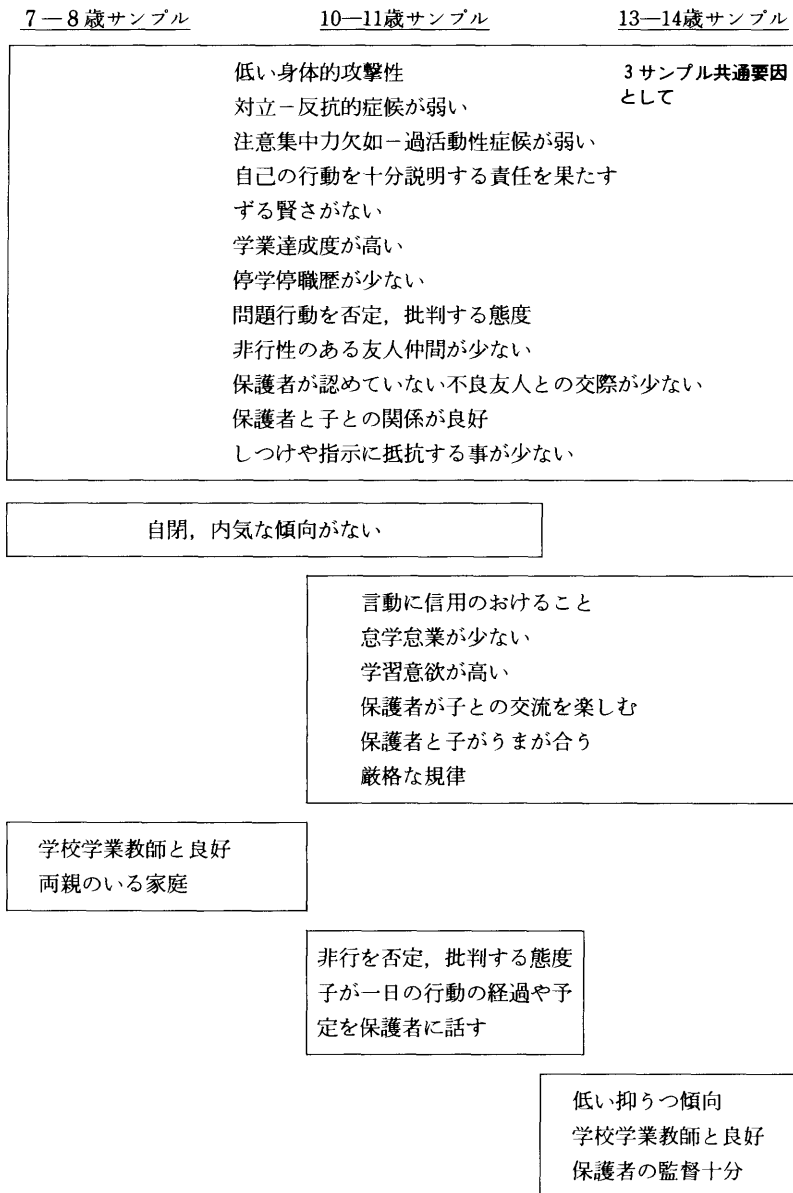 7—8歳サンプル 10—11歳サンプル 13—14歳サンプル
低い身体的攻撃性 3サンプル共通要因
対立−反抗的症候が弱い として
注意集中力欠如−過活動性症候が弱い
自己の行動を十分説明する責任を果たす
ずる賢さがない
学業達成度が高い
停学停職歴が少ない
問題行動を否定，批判する態度
非行性のある友人仲間が少ない
保護者が認めていない不良友人との交際が少ない
保護者と子との関係が良好
しつけや指示に抵抗する事が少ない
自閉，内気な傾向がない
言動に信用のおけること
怠学怠業が少ない
学習意欲が高い
保護者が子との交流を楽しむ
保護者と子がうまが合う
厳格な規律
学校学業教師と良好
両親のいる家庭
非行を否定，批判する態度
子が一日の行動の経過や予
定を保護者に話す
低い抑うつ傾向
学校学業教師と良好
保護者の監督十分